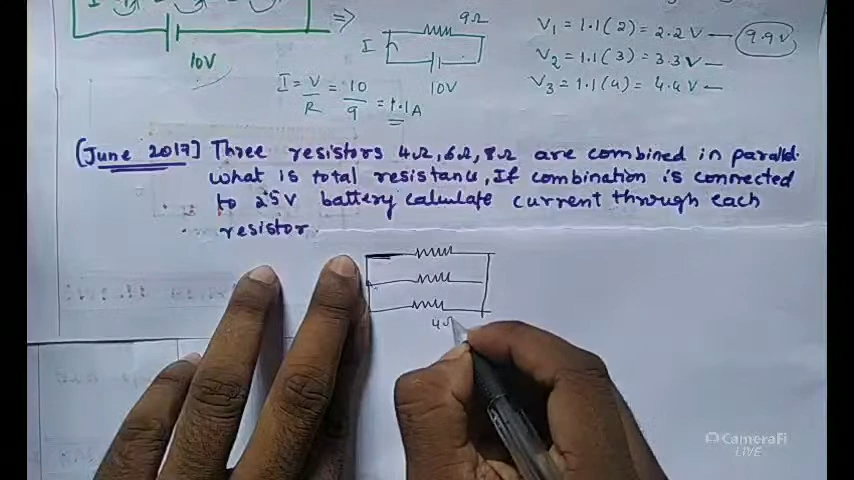 9Ω
I
10V
⇒
I
10V
I = V/R = 10/9 = 1.1A
V₁ = 1.1(2) = 2.2V — 9.9V
V₂ = 1.1(3) = 3.3V —
V₃ = 1.1(4) = 4.4V —
[June 2017] Three resistors 4Ω, 6Ω, 8Ω are combined in parallel.
what is total resistance, If combination is connected
to 25V battery calculate current through each
resistor.
4Ω
CameraFi
LIVE